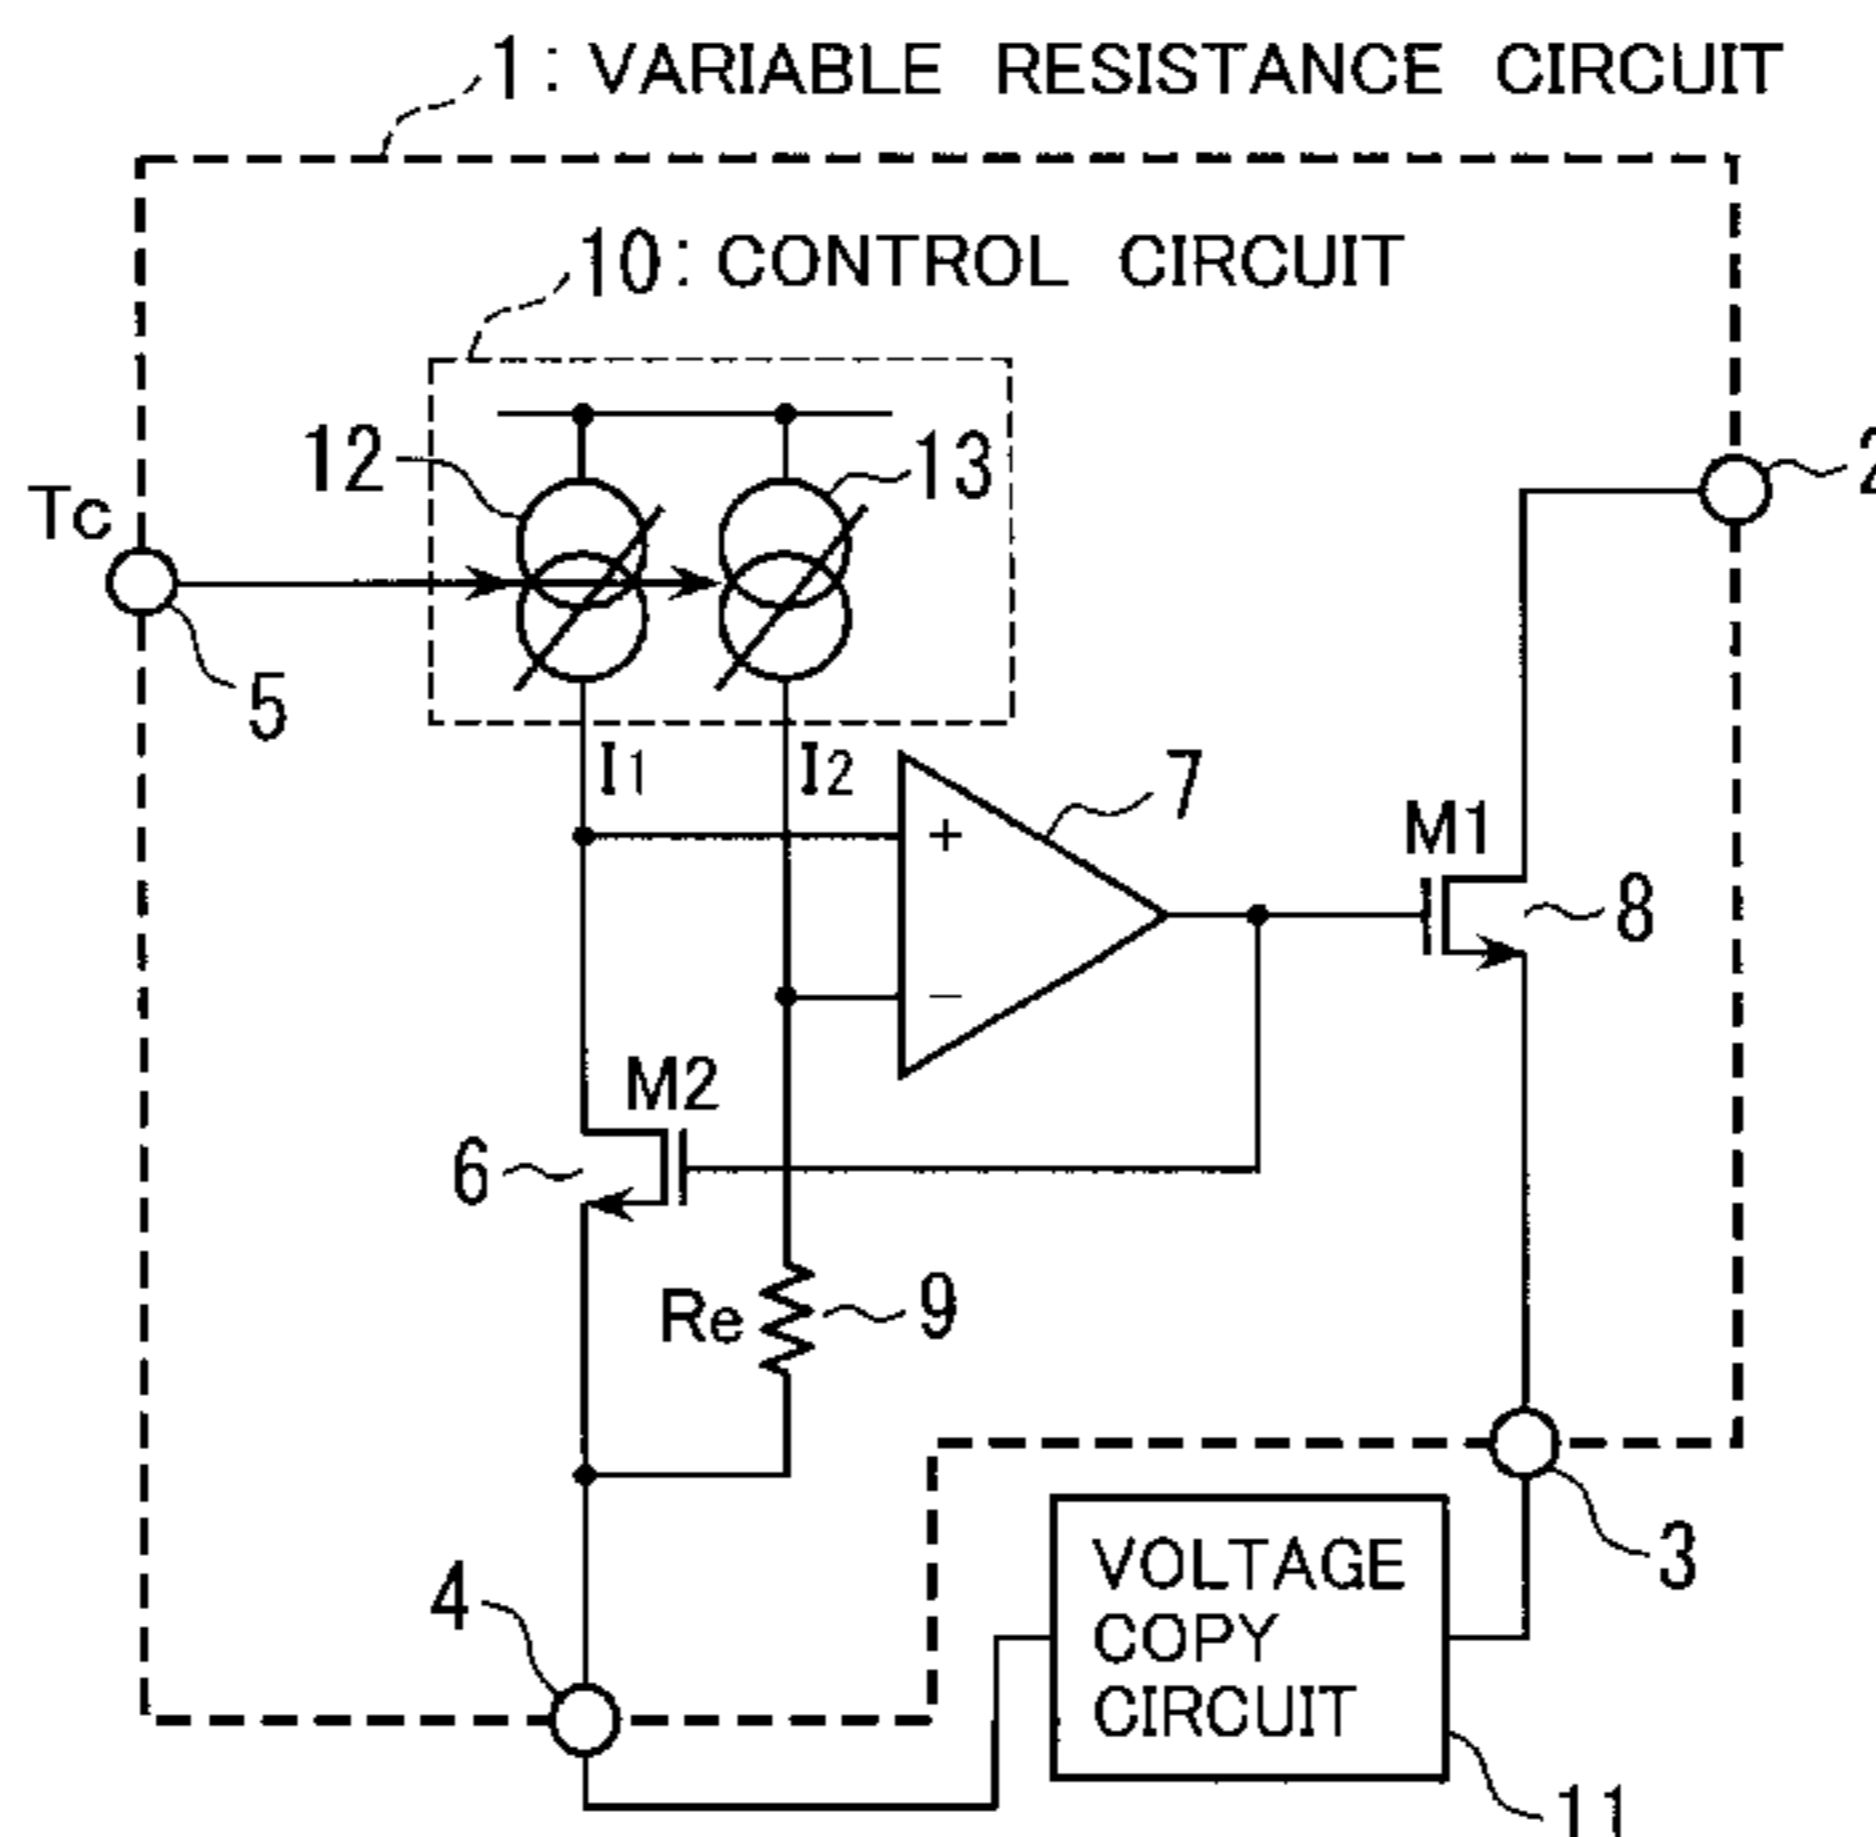 1: VARIABLE RESISTANCE CIRCUIT
10: CONTROL CIRCUIT
12
13
Tc
2
5
I1
I2
7
+
M1
8
−
M2
6
Re
9
3
4
VOLTAGE
COPY
CIRCUIT
11